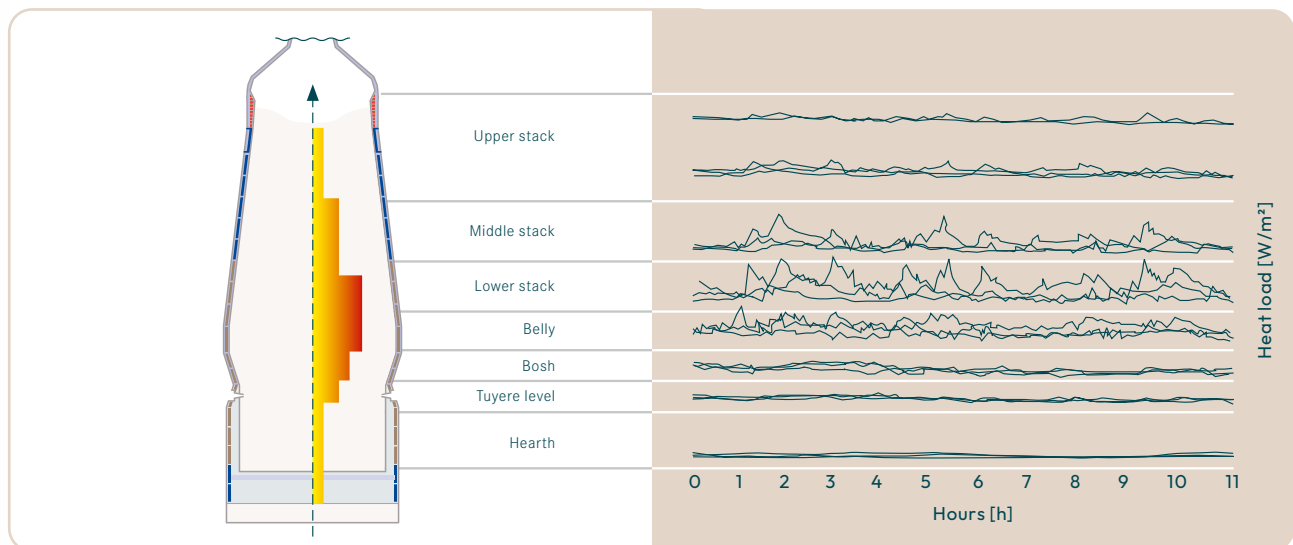 Upper stack
Middle stack
Lower stack
Belly
Bosh
Tuyere level
Hearth
0 1 2 3 4 5 6 7 8 9 10 11
Hours [h]
Heat load [W/m²]